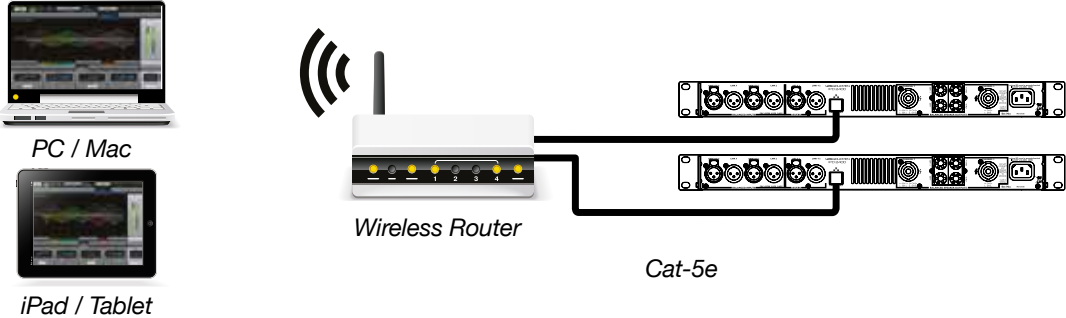 PC / Mac
iPad / Tablet
1 2 3 4
Wireless Router
Cat-5e